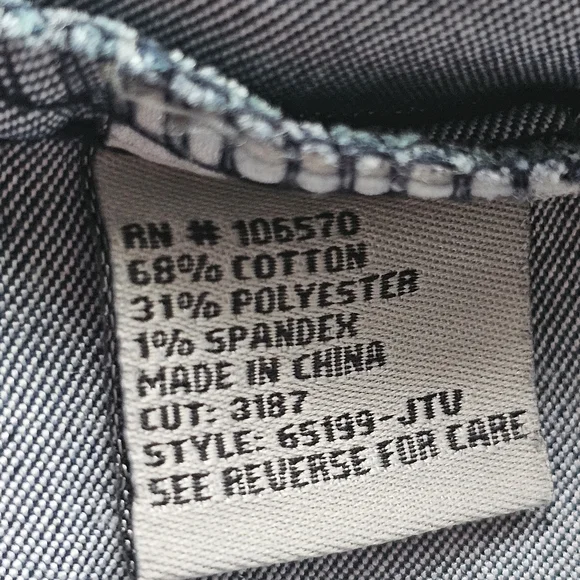 RN # 106570
68% COTTON
31% POLYESTER
1% SPANDEX
MADE IN CHINA
CUT: 3187
STYLE: 65199-JTU
SEE REVERSE FOR CARE